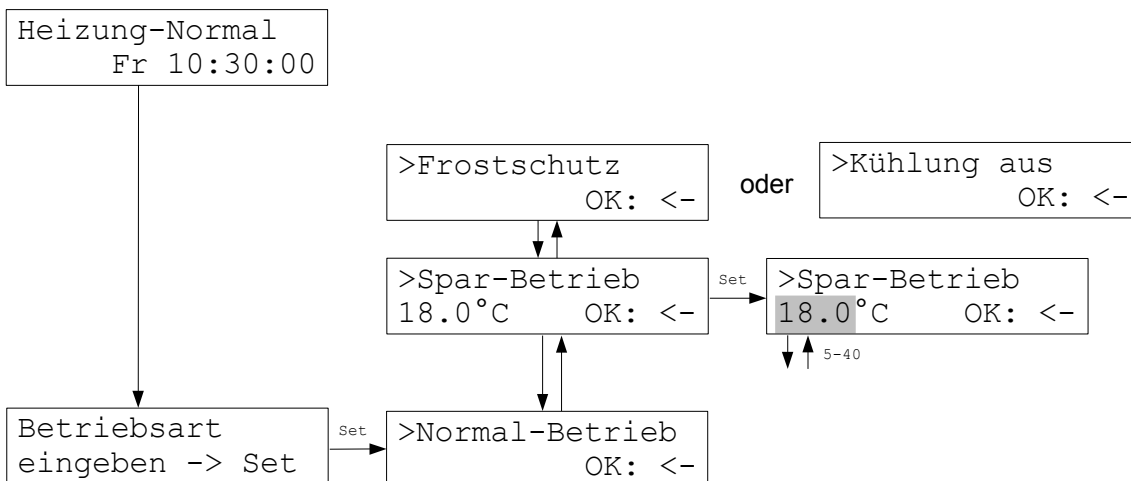 Heizung-Normal
Fr 10:30:00
>Frostschutz
OK: <-
oder
>Kühlung aus
OK: <-
>Spar-Betrieb
18.0°C OK: <-
Set
>Spar-Betrieb
18.0°C OK: <-
5-40
Betriebsart
eingeben -> Set
Set
>Normal-Betrieb
OK: <-